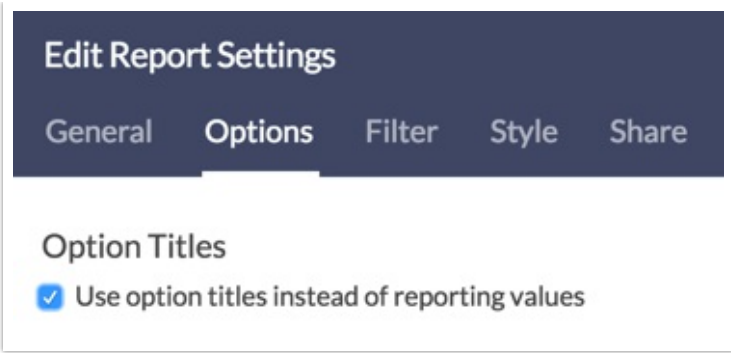 Edit Report Settings
General Options Filter Style Share
Option Titles
Use option titles instead of reporting values